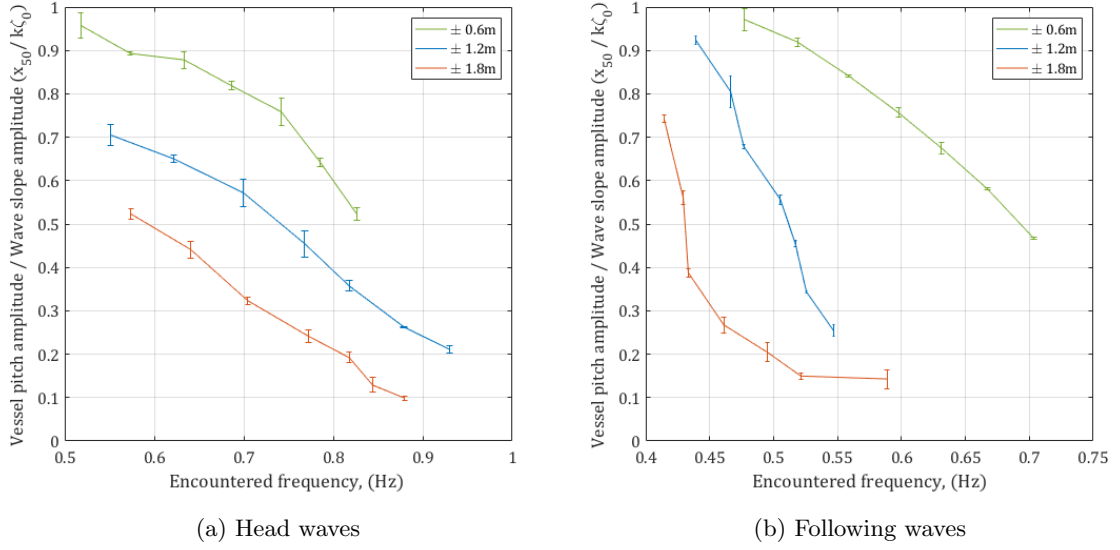 Vessel pitch amplitude / Wave slope amplitude (x50 / kζ0)
1
0.9
0.8
0.7
0.6
0.5
0.4
0.3
0.2
0.1
0
± 0.6m
± 1.2m
± 1.8m
0.5 0.6 0.7 0.8 0.9 1
Encountered frequency, (Hz)
(a) Head waves
Vessel pitch amplitude / Wave slope amplitude (x50 / kζ0)
1
0.9
0.8
0.7
0.6
0.5
0.4
0.3
0.2
0.1
0
± 0.6m
± 1.2m
± 1.8m
0.4 0.45 0.5 0.55 0.6 0.65 0.7 0.75
Encountered frequency, (Hz)
(b) Following waves